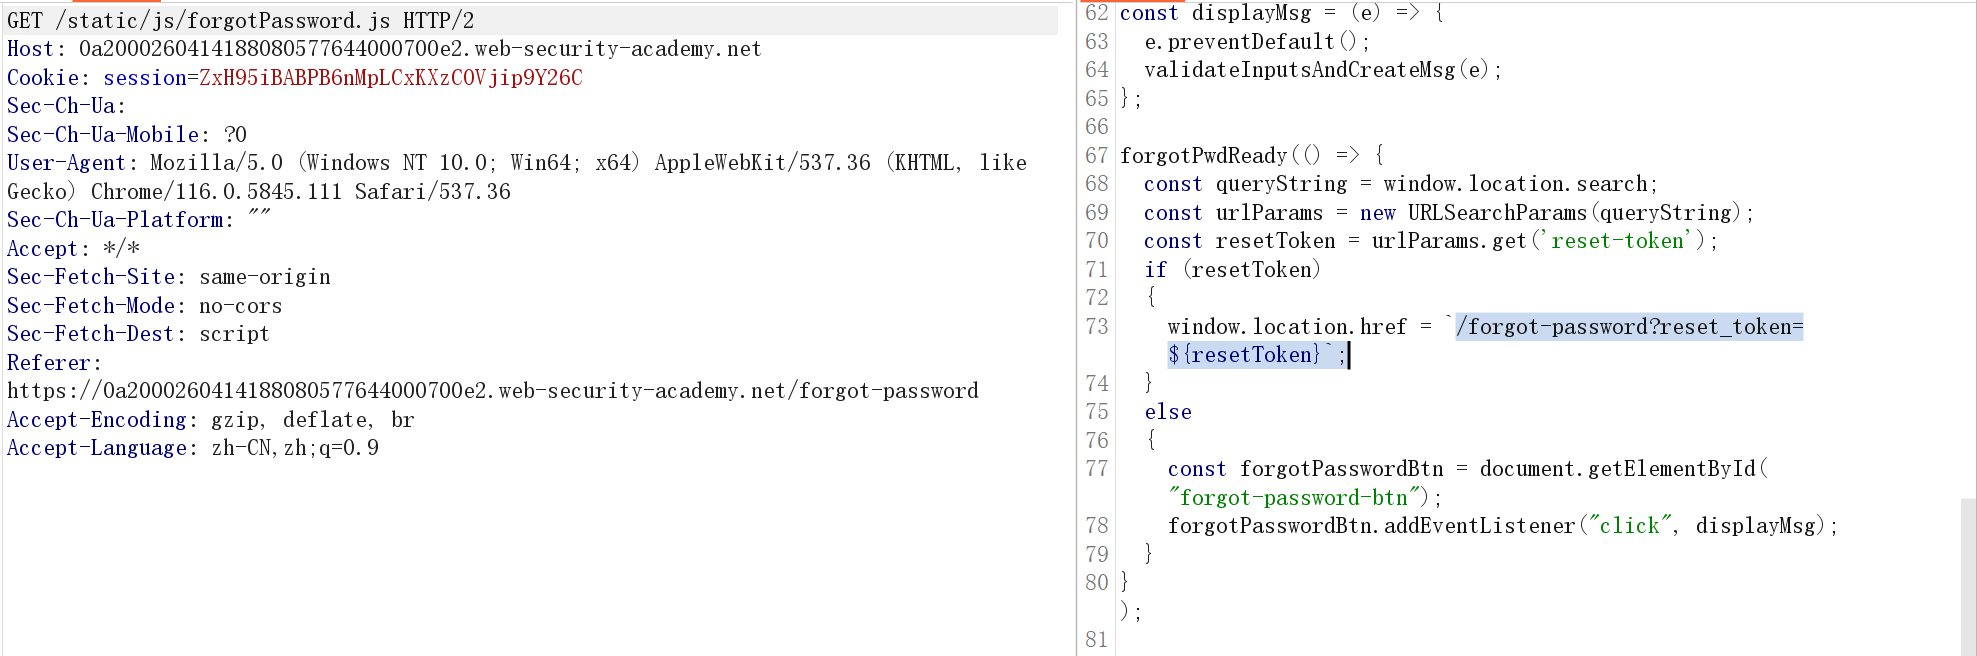 GET /static/js/forgotPassword.js HTTP/2
Host: 0a2000260414188080577644000700e2.web-security-academy.net
Cookie: session=ZxH95iBABPB6nMpLCxKXzCOVjip9Y26C
Sec-Ch-Ua:
Sec-Ch-Ua-Mobile: ?0
User-Agent: Mozilla/5.0 (Windows NT 10.0; Win64; x64) AppleWebKit/537.36 (KHTML, like
Gecko) Chrome/116.0.5845.111 Safari/537.36
Sec-Ch-Ua-Platform: ""
Accept: */*
Sec-Fetch-Site: same-origin
Sec-Fetch-Mode: no-cors
Sec-Fetch-Dest: script
Referer:
https://0a2000260414188080577644000700e2.web-security-academy.net/forgot-password
Accept-Encoding: gzip, deflate, br
Accept-Language: zh-CN,zh;q=0.9
62 const displayMsg = (e) => {
63 e.preventDefault();
64 validateInputsAndCreateMsg(e);
65 };
66
67 forgotPwdReady(() => {
68 const queryString = window.location.search;
69 const urlParams = new URLSearchParams(queryString);
70 const resetToken = urlParams.get('reset-token');
71 if (resetToken)
72 {
73 window.location.href = `/forgot-password?reset_token=
${resetToken}`;
74 }
75 else
76 {
77 const forgotPasswordBtn = document.getElementById(
"forgot-password-btn");
78 forgotPasswordBtn.addEventListener("click", displayMsg);
79 }
80 }
);
81